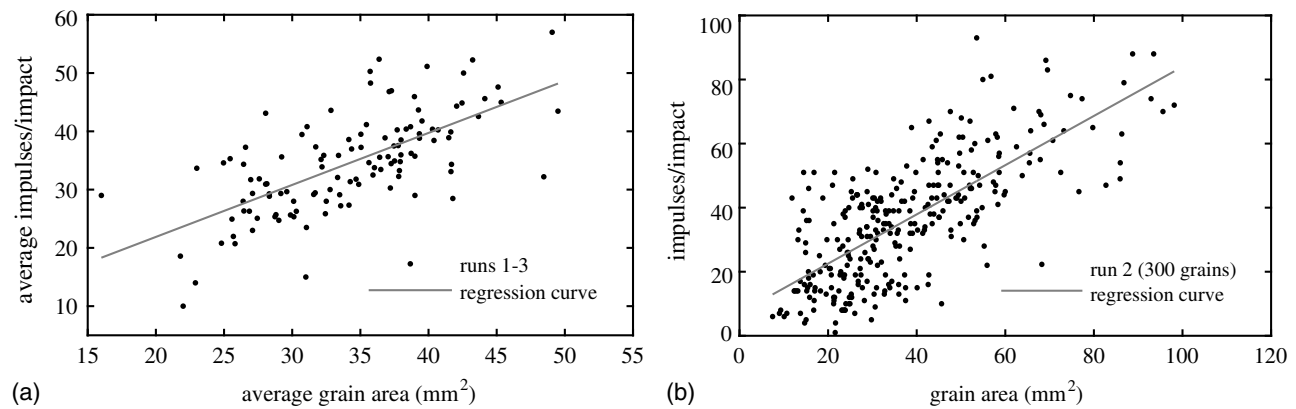 60
50
40
30
20
10
average impulses/impact
runs 1-3
regression curve
15 20 25 30 35 40 45 50 55
average grain area (mm²)
(a)
100
80
60
40
20
0
impulses/impact
run 2 (300 grains)
regression curve
0 20 40 60 80 100 120
grain area (mm²)
(b)